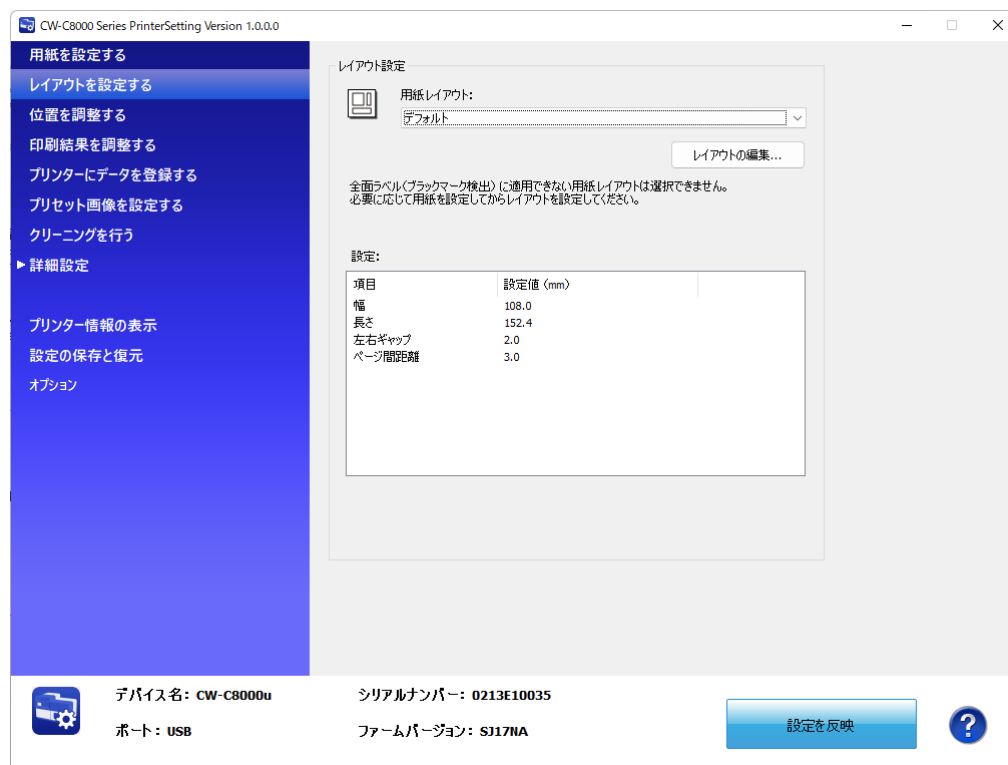 CW-C8000 Series PrinterSetting Version 1.0.0.0
用紙を設定する
レイアウトを設定する
位置を調整する
印刷結果を調整する
プリンターにデータを登録する
プリセット画像を設定する
クリーニングを行う
詳細設定
プリンター情報の表示
設定の保存と復元
オプション
レイアウト設定
用紙レイアウト:
デフォルト
レイアウトの編集...
全面ラベル(ブラックマーク検出) に適用できない用紙レイアウトは選択できません。
必要に応じて用紙を設定してからレイアウトを設定してください。
設定:
項目 設定値 (mm)
幅 108.0
長さ 152.4
左右ギャップ 2.0
ページ間距離 3.0
デバイス名: CW-C8000u シリアルナンバー: 0213E10035
ポート: USB ファームバージョン: SJ17NA
設定を反映
?